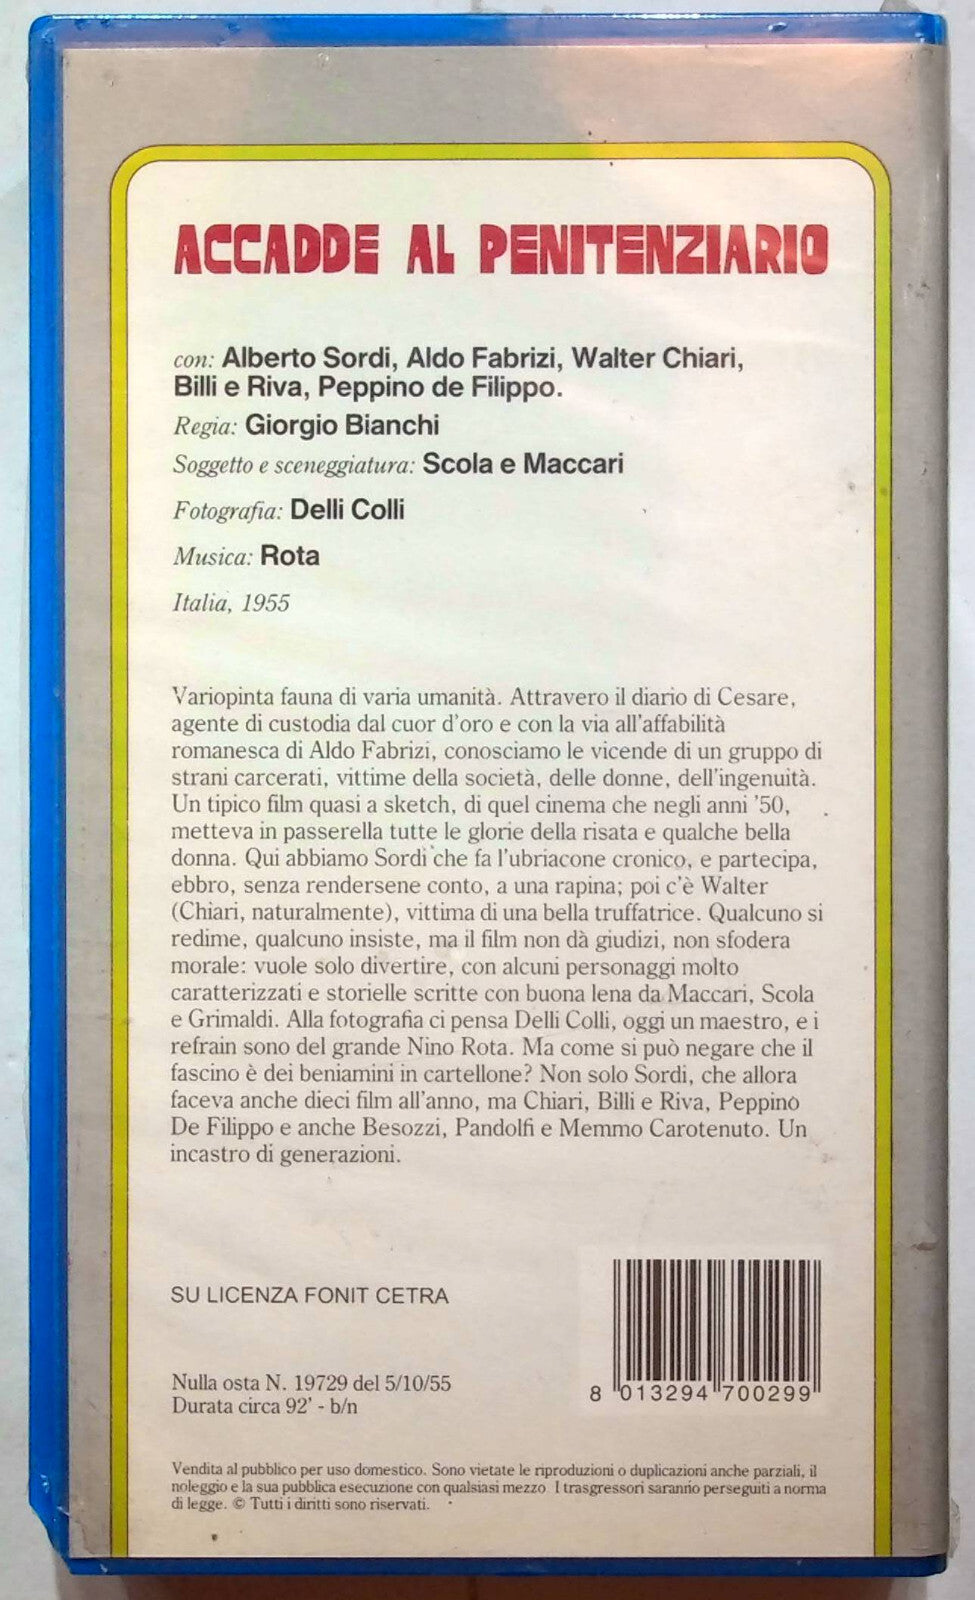 ACCADDE AL PENITENZIARIO
con: Alberto Sordi, Aldo Fabrizi, Walter Chiari,
Billi e Riva, Peppino de Filippo.
Regia: Giorgio Bianchi
Soggetto e sceneggiatura: Scola e Maccari
Fotografia: Delli Colli
Musica: Rota
Italia, 1955
Variopinta fauna di varia umanità. Attravero il diario di Cesare,
agente di custodia dal cuor d'oro e con la via all'affabilità
romanesca di Aldo Fabrizi, conosciamo le vicende di un gruppo di
strani carcerati, vittime della società, delle donne, dell'ingenuità.
Un tipico film quasi a sketch, di quel cinema che negli anni '50,
metteva in passerella tutte le glorie della risata e qualche bella
donna. Qui abbiamo Sordi che fa l'ubriacone cronico, e partecipa,
ebbro, senza rendersene conto, a una rapina; poi c'è Walter
(Chiari, naturalmente), vittima di una bella truffatrice. Qualcuno si
redime, qualcuno insiste, ma il film non dà giudizi, non sfodera
morale: vuole solo divertire, con alcuni personaggi molto
caratterizzati e storielle scritte con buona lena da Maccari, Scola
e Grimaldi. Alla fotografia ci pensa Delli Colli, oggi un maestro, e i
refrain sono del grande Nino Rota. Ma come si può negare che il
fascino è dei beniamini in cartellone? Non solo Sordi, che allora
faceva anche dieci film all'anno, ma Chiari, Billi e Riva, Peppino
De Filippo e anche Besozzi, Pandolfi e Memmo Carotenuto. Un
incastro di generazioni.
SU LICENZA FONIT CETRA
8 013294 700299
Nulla osta N. 19729 del 5/10/55
Durata circa 92' - b/n
Vendita al pubblico per uso domestico. Sono vietate le riproduzioni o duplicazioni anche parziali, il
noleggio e la sua pubblica esecuzione con qualsiasi mezzo. I trasgressori saranno perseguiti a norma
di legge. © Tutti i diritti sono riservati.